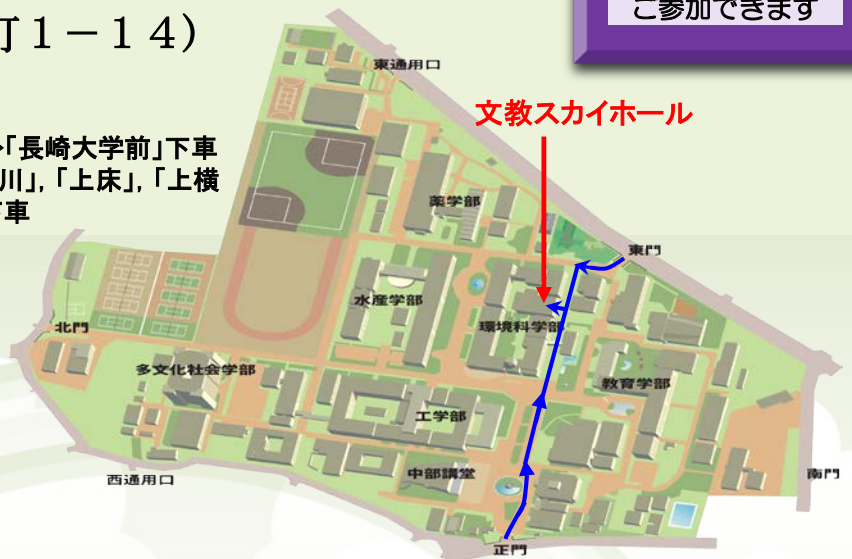 町１－１４）
ご参加できます
「長崎大学前」下車
川」，「上床」，「上横
車
文教スカイホール
東通用口
薬学部
東門
水産学部
環境科学部
北門
多文化社会学部
教育学部
工学部
中部講堂
西通用口
南門
正門